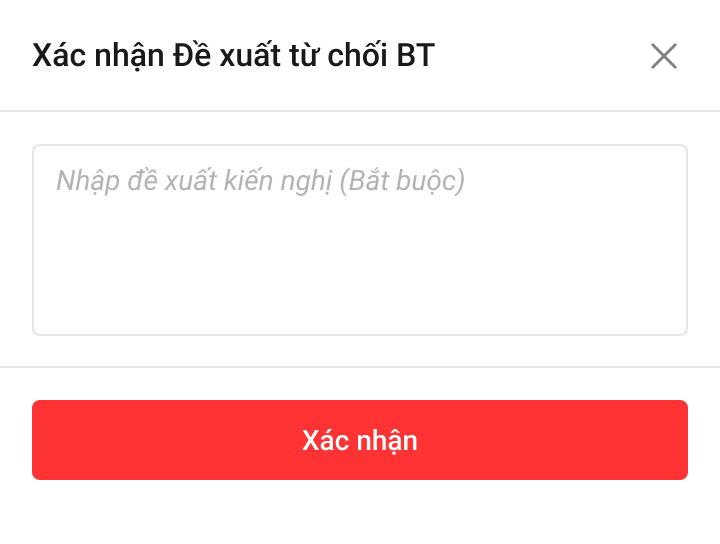 Xác nhận Đề xuất từ chối BT
Nhập đề xuất kiến nghị (Bắt buộc)
Xác nhận